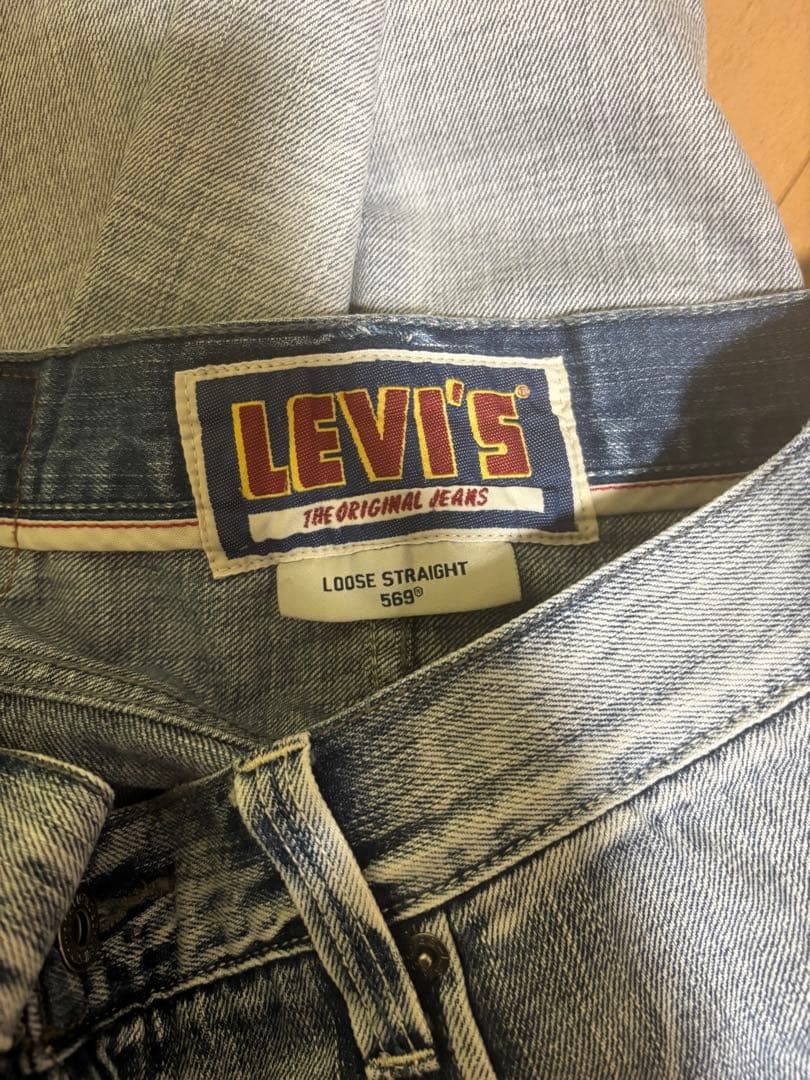 LEVI'S®
THE ORIGINAL JEANS
LOOSE STRAIGHT
569®